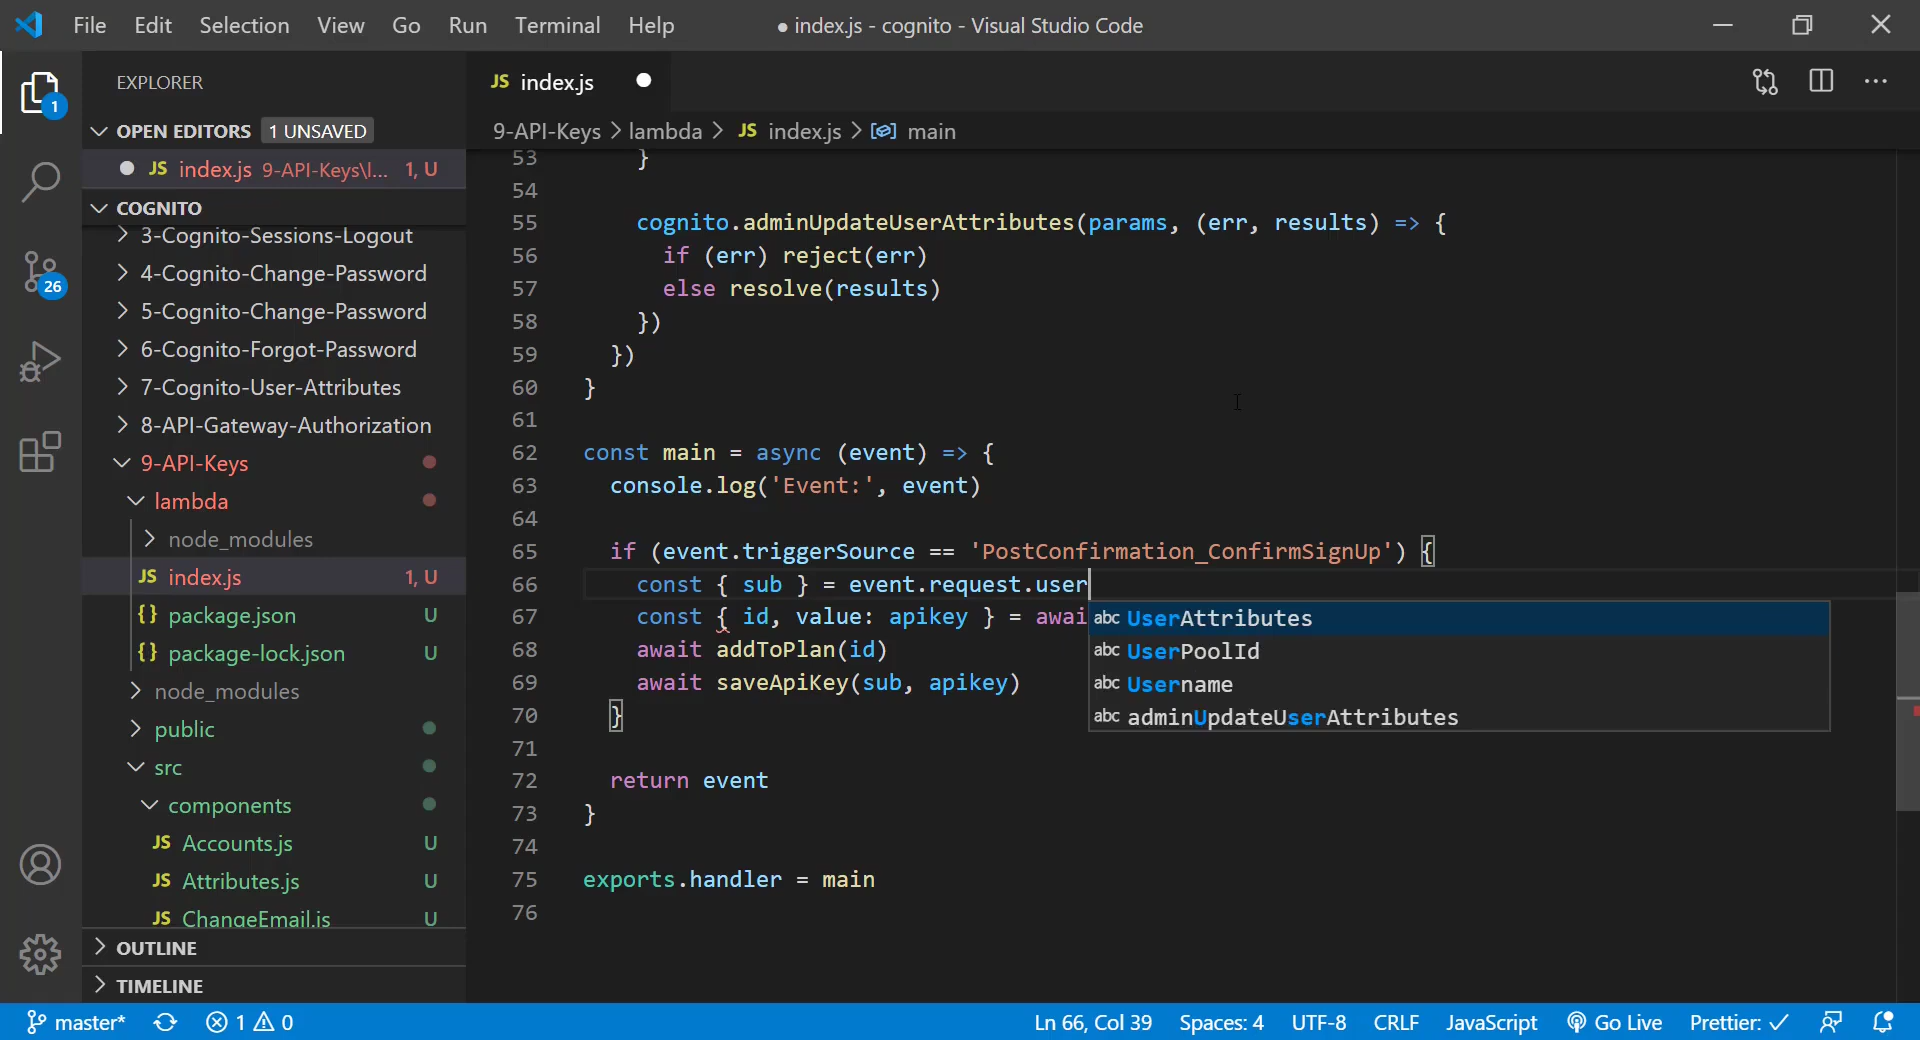 File Edit Selection View Go Run Terminal Help
● index.js - cognito - Visual Studio Code
EXPLORER
OPEN EDITORS 1 UNSAVED
index.js 9-API-Keys\l... 1, U
COGNITO
3-Cognito-Sessions-Logout
4-Cognito-Change-Password
5-Cognito-Change-Password
6-Cognito-Forgot-Password
7-Cognito-User-Attributes
8-API-Gateway-Authorization
9-API-Keys
lambda
node_modules
JS index.js 1, U
{} package.json U
{} package-lock.json U
node_modules
public
src
components
JS Accounts.js U
JS Attributes.js U
JS ChangeEmail.js U
OUTLINE
TIMELINE
1
26
JS index.js
9-API-Keys > lambda > JS index.js > main
53 }
54
55 cognito.adminUpdateUserAttributes(params, (err, results) => {
56 if (err) reject(err)
57 else resolve(results)
58 })
59 })
60 }
61
62 const main = async (event) => {
63 console.log('Event:', event)
64
65 if (event.triggerSource == 'PostConfirmation_ConfirmSignUp') {
66 const { sub } = event.request.user
67 const { id, value: apikey } = awai
68 await addToPlan(id)
69 await saveApiKey(sub, apikey)
70 }
71
72 return event
73 }
74
75 exports.handler = main
76
abc UserAttributes
abc UserPoolId
abc Username
abc adminUpdateUserAttributes
master* 1 0 Ln 66, Col 39 Spaces: 4 UTF-8 CRLF JavaScript Go Live Prettier: ✓